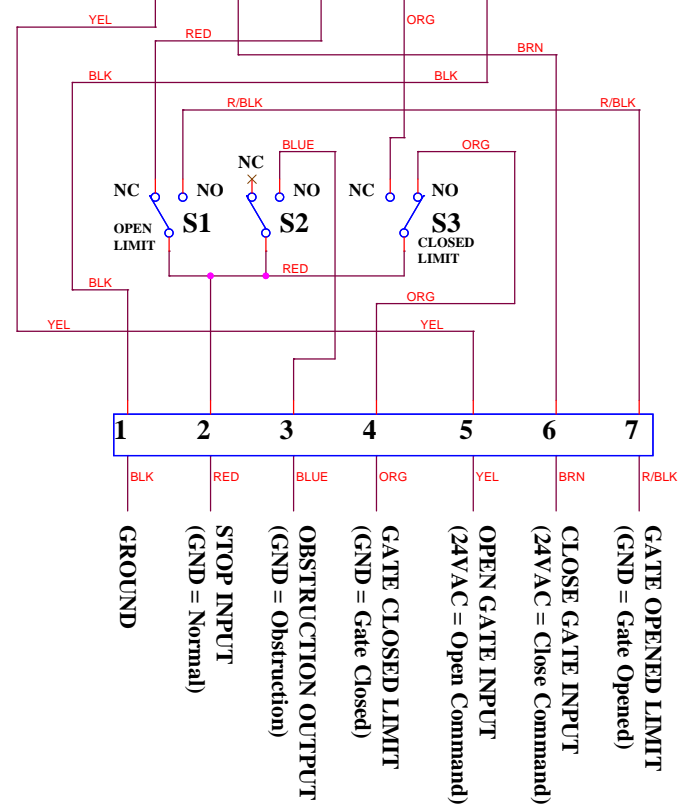 YEL
ORG
RED
BRN
BLK
BLK
R/BLK
R/BLK
BLUE
ORG
NC
NC
NO
NO
NC
NO
S1
S2
S3
OPEN
LIMIT
CLOSED
LIMIT
RED
BLK
ORG
YEL
YEL
1
2
3
4
5
6
7
BLK
RED
BLUE
ORG
YEL
BRN
R/BLK
GROUND
STOP INPUT
(GND = Normal)
OBSTRUCTION OUTPUT
(GND = Obstruction)
GATE CLOSED LIMIT
(GND = Gate Closed)
OPEN GATE INPUT
(24VAC = Open Command)
CLOSE GATE INPUT
(24VAC = Close Command)
GATE OPENED LIMIT
(GND = Gate Opened)